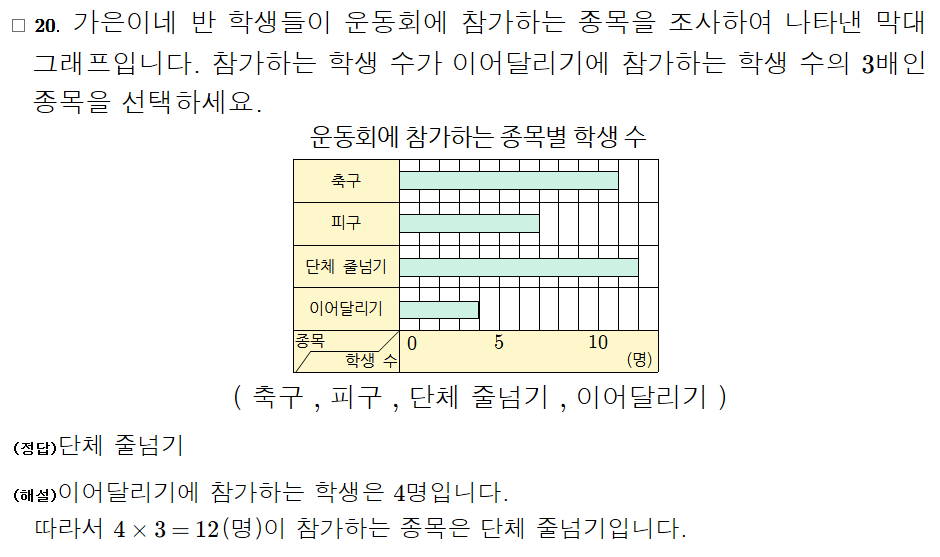 □ 20. 가은이네 반 학생들이 운동회에 참가하는 종목을 조사하여 나타낸 막대
그래프입니다. 참가하는 학생 수가 이어달리기에 참가하는 학생 수의 3배인
종목을 선택하세요.
운동회에 참가하는 종목별 학생 수
축구
피구
단체 줄넘기
이어달리기
종목
학생 수
0 5 10
(명)
( 축구 , 피구 , 단체 줄넘기 , 이어달리기 )
(정답)단체 줄넘기
(해설)이어달리기에 참가하는 학생은 4명입니다.
따라서 4 × 3 = 12(명)이 참가하는 종목은 단체 줄넘기입니다.